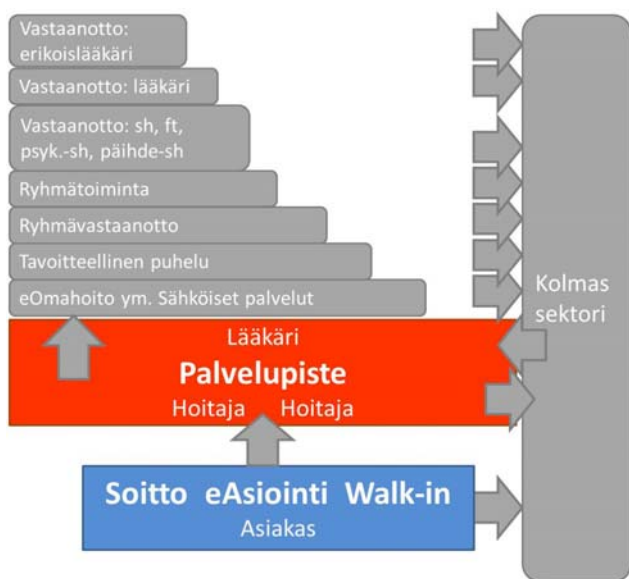 Vastaanotto:
erikoislääkäri
Vastaanotto: lääkäri
Vastaanotto: sh, ft,
psyk.-sh, päihde-sh
Ryhmätoiminta
Ryhmävastaanotto
Tavoitteellinen puhelu
eOmahoito ym. Sähköiset palvelut
Kolmas
sektori
Lääkäri
Palvelupiste
Hoitaja Hoitaja
Soitto eAsiointi Walk-in
Asiakas